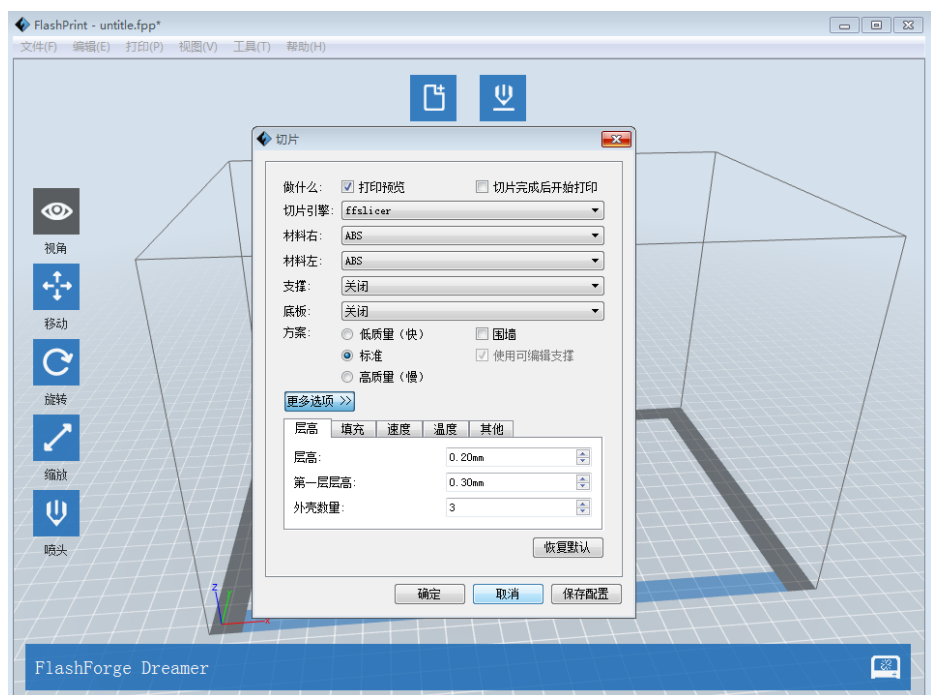 FlashPrint - untitle.fpp*
文件(F) 编辑(E) 打印(P) 视图(V) 工具(T) 帮助(H)
切片
做什么: 打印预览 切片完成后开始打印
切片引擎: ffslicer
材料右: ABS
材料左: ABS
支撑: 关闭
底板: 关闭
方案: 低质量（快） 围墙
标准 使用可编辑支撑
高质量（慢）
更多选项 >>
层高 填充 速度 温度 其他
层高: 0.20mm
第一层层高: 0.30mm
外壳数量: 3
恢复默认
确定 取消 保存配置
视角
移动
旋转
缩放
喷头
z
x
FlashForge Dreamer